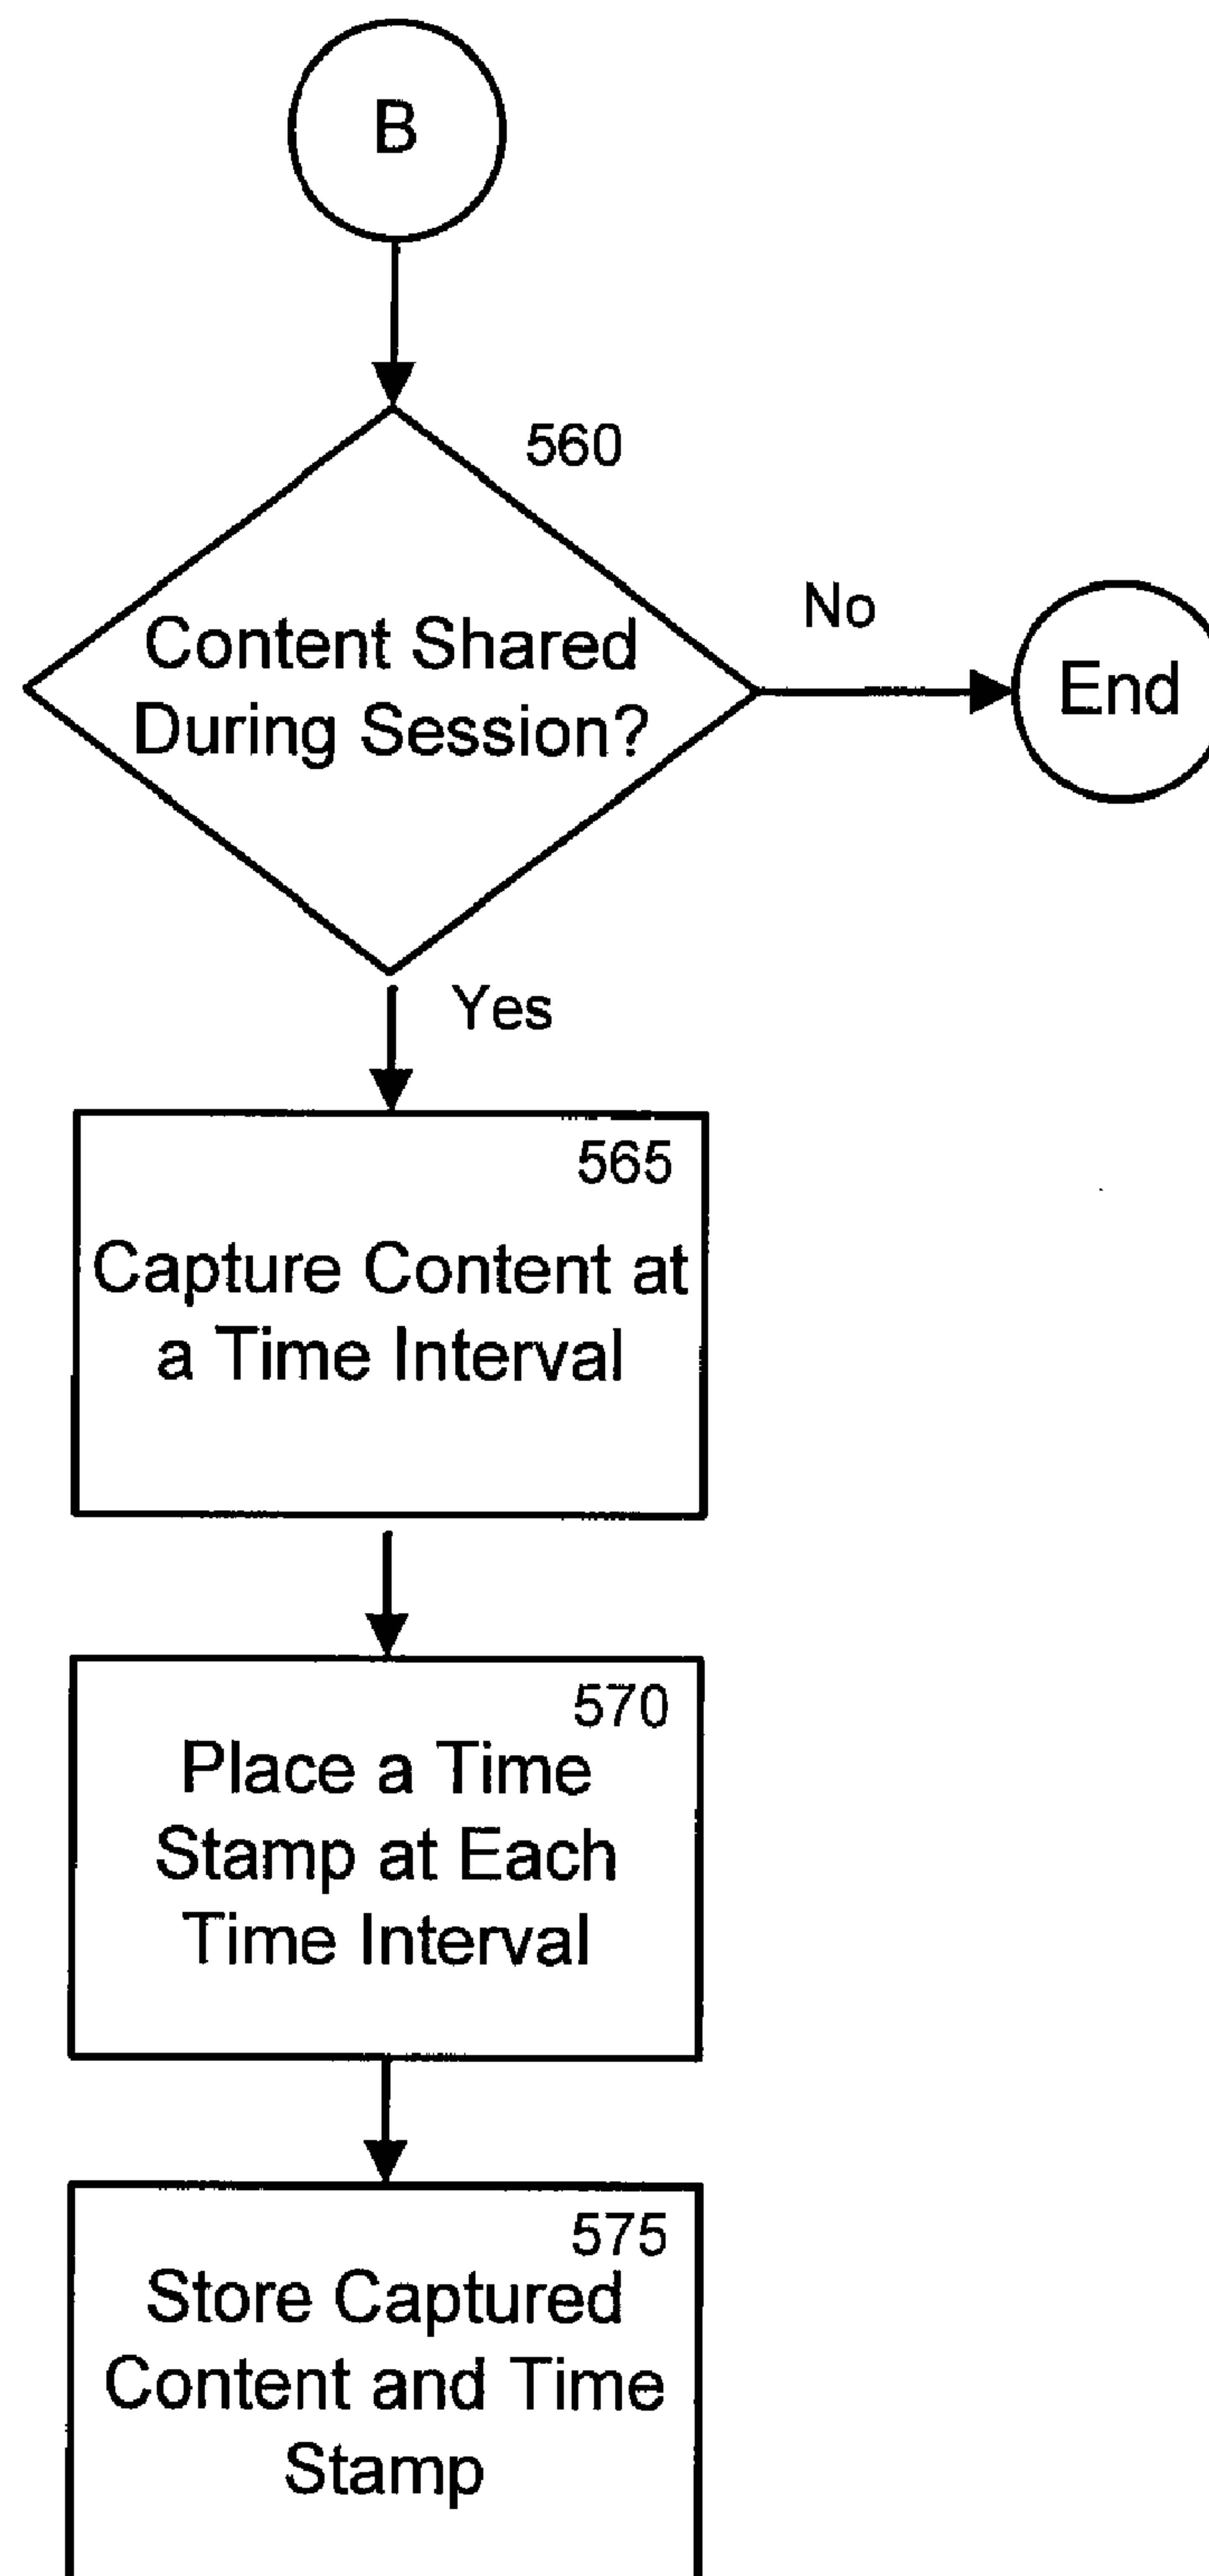 B
560
Content Shared
During Session?
No
End
Yes
565
Capture Content at
a Time Interval
570
Place a Time
Stamp at Each
Time Interval
575
Store Captured
Content and Time
Stamp